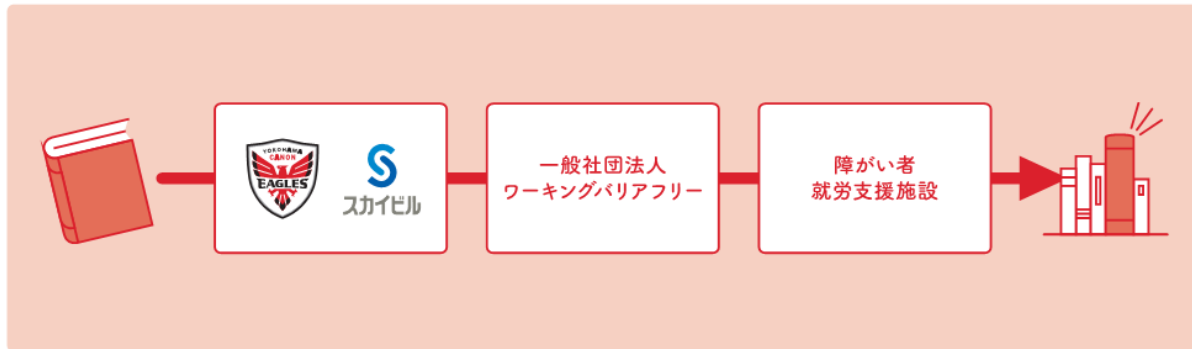 YOKOHAMA
CANON
EAGLES
スカイビル
一般社団法人
ワーキングバリアフリー
障がい者
就労支援施設